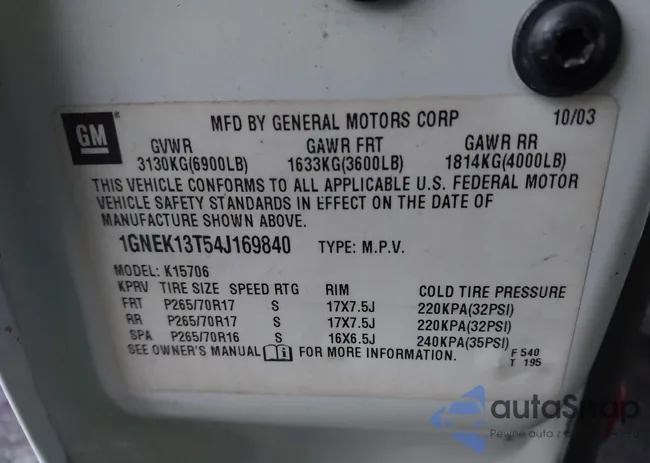 GM
MFD BY GENERAL MOTORS CORP 10/03
GVWR GAWR FRT GAWR RR
3130KG(6900LB) 1633KG(3600LB) 1814KG(4000LB)
THIS VEHICLE CONFORMS TO ALL APPLICABLE U.S. FEDERAL MOTOR
VEHICLE SAFETY STANDARDS IN EFFECT ON THE DATE OF
MANUFACTURE SHOWN ABOVE.
1GNEK13T54J169840 TYPE: M.P.V.
MODEL: K15706
KPRV TIRE SIZE SPEED RTG RIM COLD TIRE PRESSURE
FRT P265/70R17 S 17X7.5J 220KPA(32PSI)
RR P265/70R17 S 17X7.5J 220KPA(32PSI)
SPA P265/70R16 S 16X6.5J 240KPA(35PSI)
SEE OWNER'S MANUAL FOR MORE INFORMATION.
F 540
T 195
autoSnap
Pewne auto z